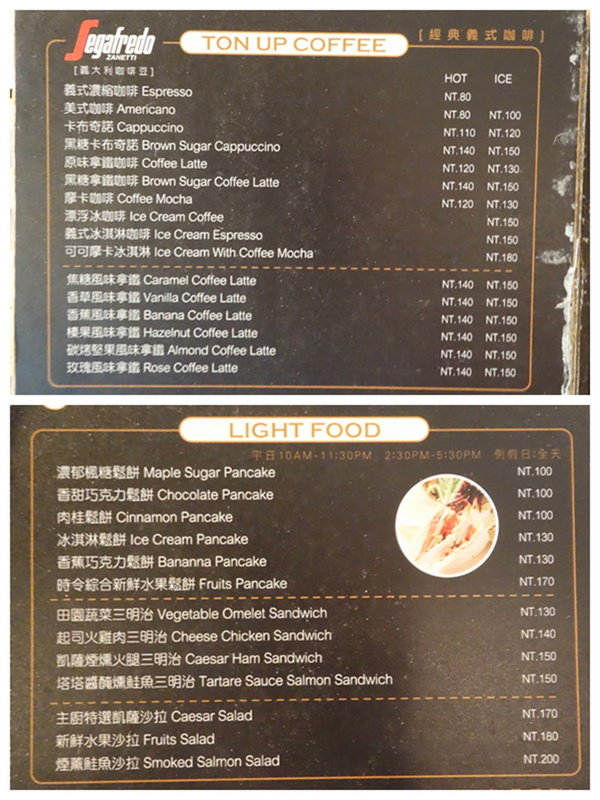 Segafredo
ZANETTI
TON UP COFFEE
[ 經典義式咖啡 ]
[義大利咖啡豆]
HOT ICE
義式濃縮咖啡 Espresso NT.80
美式咖啡 Americano NT.80 NT.100
卡布奇諾 Cappuccino NT.110 NT.120
黑糖卡布奇諾 Brown Sugar Cappuccino NT.140 NT.150
原味拿鐵咖啡 Coffee Latte NT.120 NT.130
黑糖拿鐵咖啡 Brown Sugar Coffee Latte NT.140 NT.150
摩卡咖啡 Coffee Mocha NT.120 NT.130
漂浮冰咖啡 Ice Cream Coffee NT.150
義式冰淇淋咖啡 Ice Cream Espresso NT.150
可可摩卡冰淇淋 Ice Cream With Coffee Mocha NT.180
焦糖風味拿鐵 Caramel Coffee Latte NT.140 NT.150
香草風味拿鐵 Vanilla Coffee Latte NT.140 NT.150
香蕉風味拿鐵 Banana Coffee Latte NT.140 NT.150
榛果風味拿鐵 Hazelnut Coffee Latte NT.140 NT.150
碳烤堅果風味拿鐵 Almond Coffee Latte NT.140 NT.150
玫瑰風味拿鐵 Rose Coffee Latte NT.140 NT.150
LIGHT FOOD
平日10AM-11:30PM 2:30PM-5:30PM 例假日:全天
濃郁楓糖鬆餅 Maple Sugar Pancake NT.100
香甜巧克力鬆餅 Chocolate Pancake NT.100
肉桂鬆餅 Cinnamon Pancake NT.100
冰淇淋鬆餅 Ice Cream Pancake NT.130
香蕉巧克力鬆餅 Bananna Pancake NT.130
時令綜合新鮮水果鬆餅 Fruits Pancake NT.170
田園蔬菜三明治 Vegetable Omelet Sandwich NT.130
起司火雞肉三明治 Cheese Chicken Sandwich NT.140
凱薩煙燻火腿三明治 Caesar Ham Sandwich NT.150
塔塔醬醃燻鮭魚三明治 Tartare Sauce Salmon Sandwich NT.150
主廚特選凱薩沙拉 Caesar Salad NT.170
新鮮水果沙拉 Fruits Salad NT.180
煙薰鮭魚沙拉 Smoked Salmon Salad NT.200